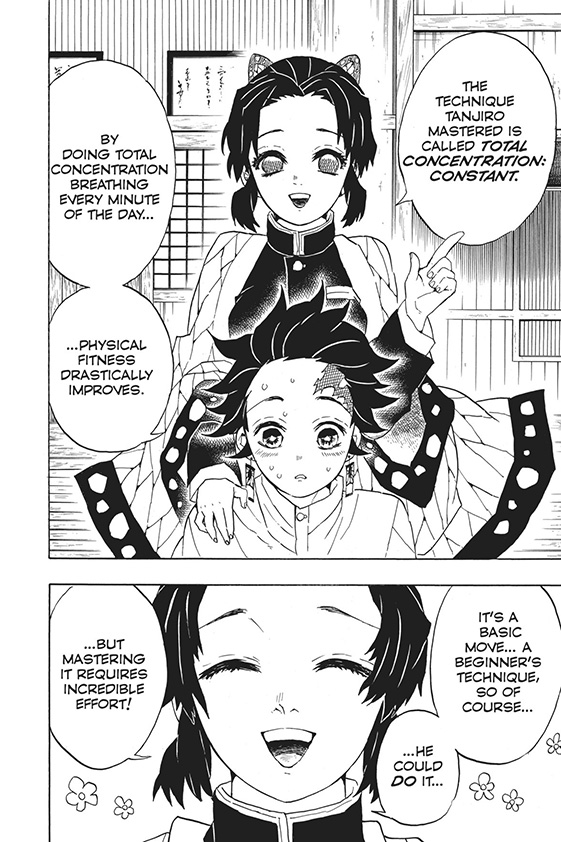 THE
TECHNIQUE
TANJIRO
MASTERED IS
CALLED TOTAL
CONCENTRATION:
CONSTANT.
BY
DOING TOTAL
CONCENTRATION
BREATHING
EVERY MINUTE
OF THE DAY...
...PHYSICAL
FITNESS
DRASTICALLY
IMPROVES.
IT'S A
BASIC
MOVE... A
BEGINNER'S
TECHNIQUE,
SO OF
COURSE...
...HE
COULD
DO IT...
...BUT
MASTERING
IT REQUIRES
INCREDIBLE
EFFORT!